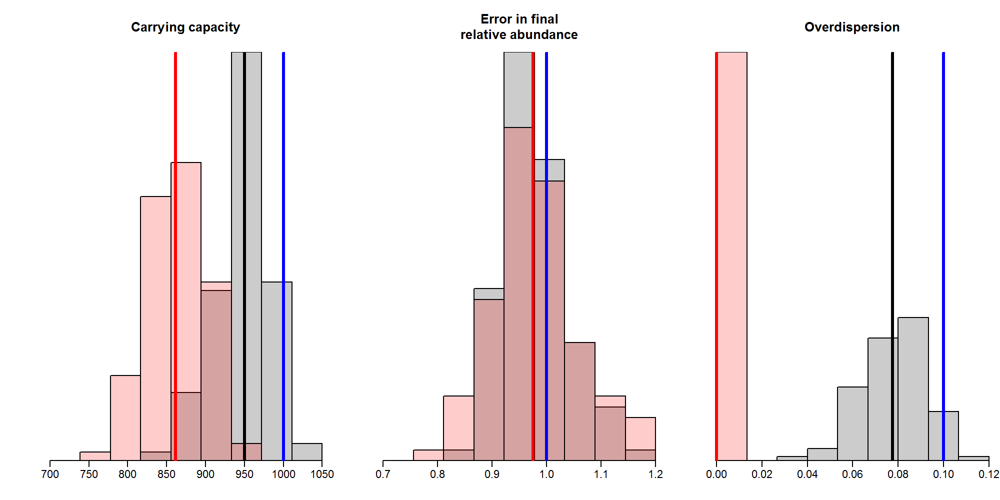 Carrying capacity
Error in final
relative abundance
Overdispersion
700 750 800 850 900 950 1000 1050
0.7 0.8 0.9 1.0 1.1 1.2
0.00 0.02 0.04 0.06 0.08 0.10 0.12